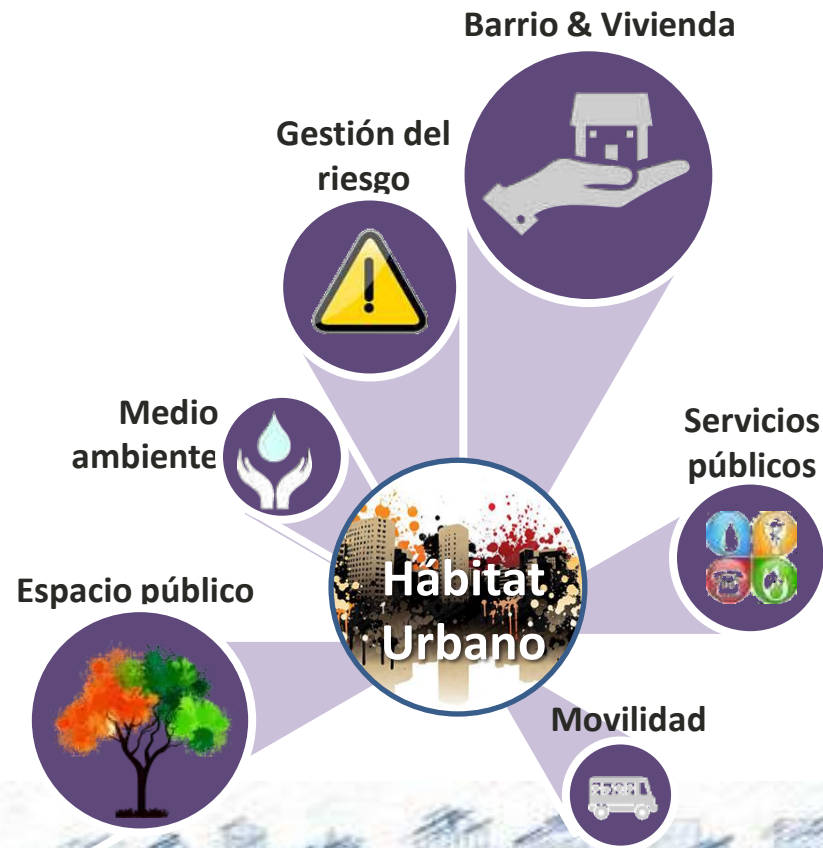 Barrio & Vivienda
Gestión del
riesgo
Medio
ambiente
Servicios
públicos
Hábitat
Urbano
Espacio público
Movilidad